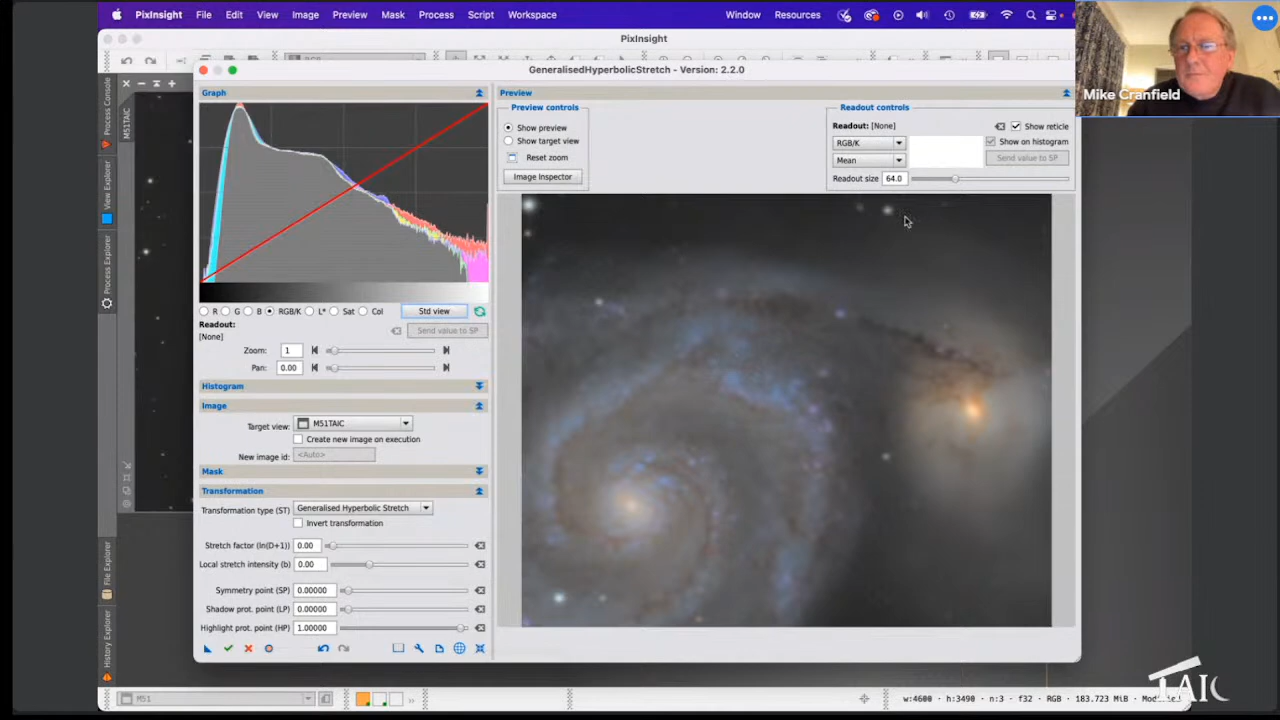 PixInsight File Edit View Image Preview Mask Process Script Workspace Window Resources
PixInsight
GeneralisedHyperbolicStretch - Version: 2.2.0
Mike Cranfield
Process Console
View Explorer
Process Explorer
File Explorer
History Explorer
M51TAIC
Graph
R G B RGB/K L* Sat Col Std view
Readout:
[None]
Send value to SP
Zoom: 1
Pan: 0.00
Histogram
Image
Target view: M51TAIC
Create new image on execution
New image id: <Auto>
Mask
Transformation
Transformation type (ST) Generalised Hyperbolic Stretch
Invert transformation
Stretch factor (ln(D+1)) 0.00
Local stretch intensity (b) 0.00
Symmetry point (SP) 0.00000
Shadow prot. point (LP) 0.00000
Highlight prot. point (HP) 1.00000
Preview
Preview controls
Show preview
Show target view
Reset zoom
Image Inspector
Readout controls
Readout: [None]
Show reticle
RGB/K
Show on histogram
Mean
Send value to SP
Readout size 64.0
M51
w:4600 · h:3490 · n:3 · f32 · RGB · 183.723 MiB
TAIC